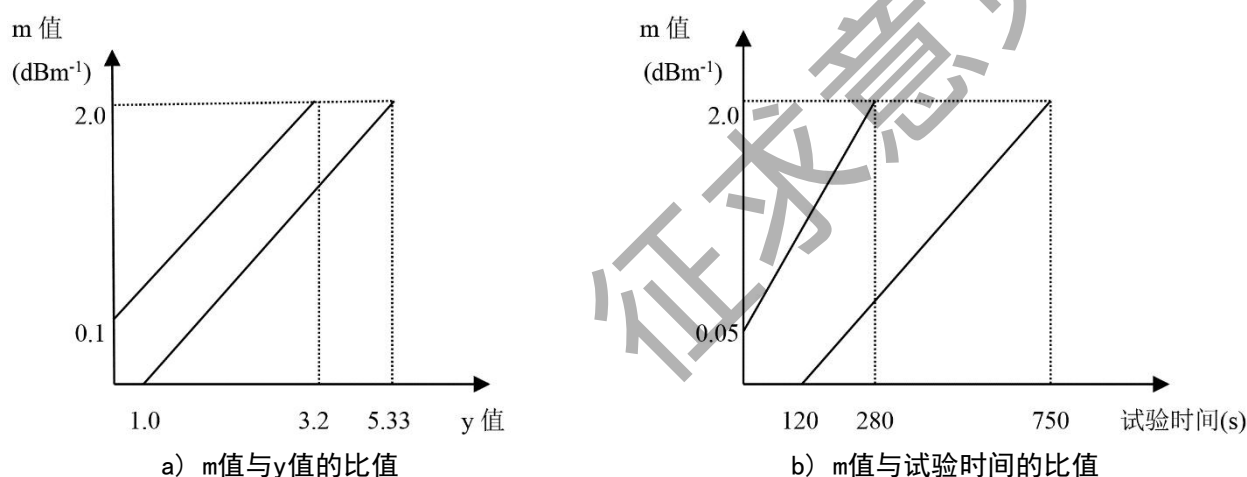 m 值
(dBm⁻¹)
2.0
0.1
1.0
3.2
5.33
y 值
a) m值与y值的比值
m 值
(dBm⁻¹)
2.0
0.05
120
280
750
试验时间(s)
b) m值与试验时间的比值
征求意